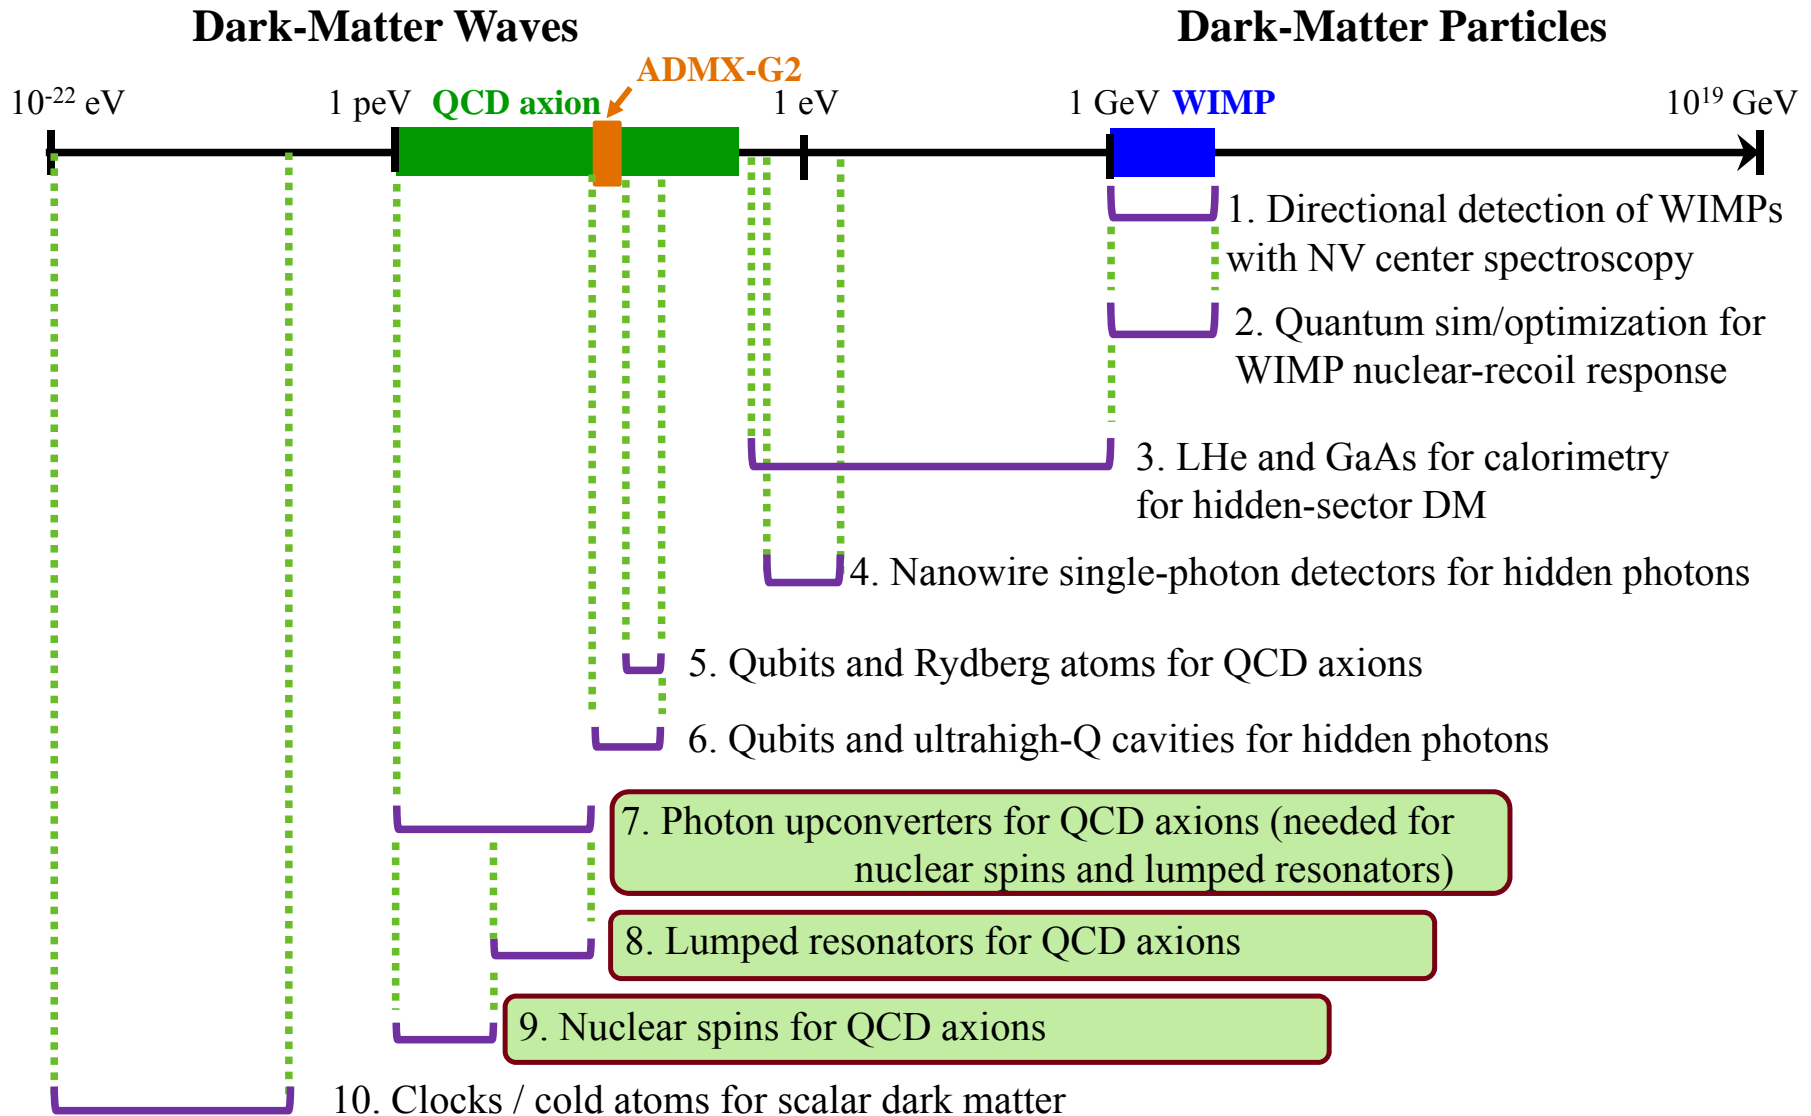 Dark-Matter Waves
Dark-Matter Particles
ADMX-G2
10⁻²² eV
1 peV
QCD axion
1 eV
1 GeV
WIMP
10¹⁹ GeV
1. Directional detection of WIMPs
with NV center spectroscopy
2. Quantum sim/optimization for
WIMP nuclear-recoil response
3. LHe and GaAs for calorimetry
for hidden-sector DM
4. Nanowire single-photon detectors for hidden photons
5. Qubits and Rydberg atoms for QCD axions
6. Qubits and ultrahigh-Q cavities for hidden photons
7. Photon upconverters for QCD axions (needed for
nuclear spins and lumped resonators)
8. Lumped resonators for QCD axions
9. Nuclear spins for QCD axions
10. Clocks / cold atoms for scalar dark matter